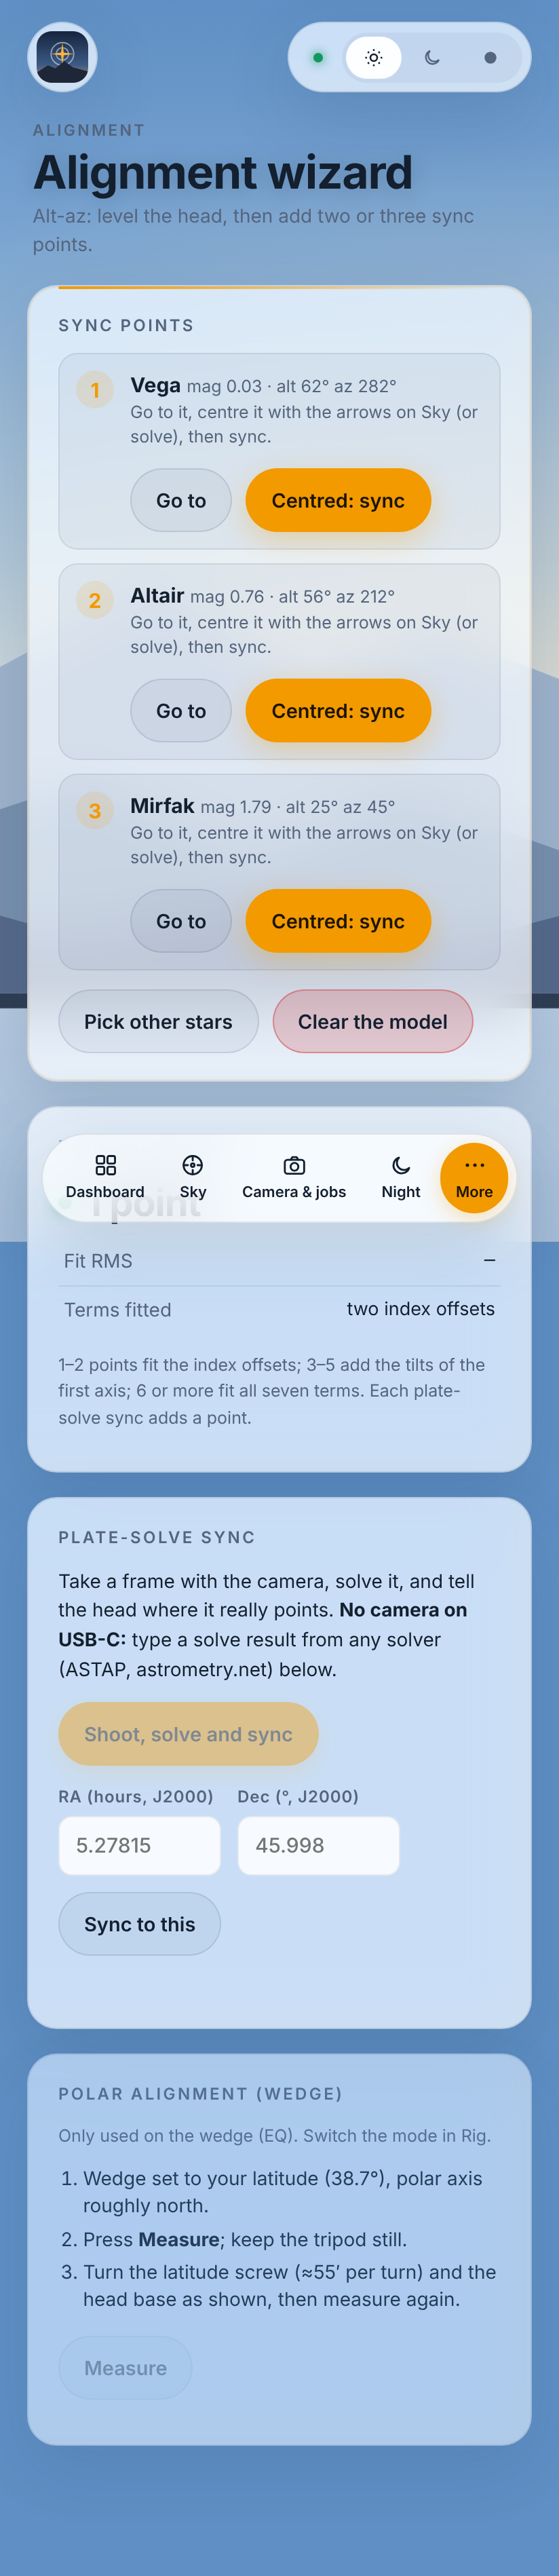 ALIGNMENT
Alignment wizard
Alt-az: level the head, then add two or three sync
points.
SYNC POINTS
1
Vega mag 0.03 · alt 62° az 282°
Go to it, centre it with the arrows on Sky (or
solve), then sync.
Go to
Centred: sync
2
Altair mag 0.76 · alt 56° az 212°
Go to it, centre it with the arrows on Sky (or
solve), then sync.
Go to
Centred: sync
3
Mirfak mag 1.79 · alt 25° az 45°
Go to it, centre it with the arrows on Sky (or
solve), then sync.
Go to
Centred: sync
Pick other stars
Clear the model
Dashboard
Sky
Camera & jobs
Night
More
1 point
Fit RMS –
Terms fitted two index offsets
1–2 points fit the index offsets; 3–5 add the tilts of the
first axis; 6 or more fit all seven terms. Each plate-
solve sync adds a point.
PLATE-SOLVE SYNC
Take a frame with the camera, solve it, and tell
the head where it really points. No camera on
USB-C: type a solve result from any solver
(ASTAP, astrometry.net) below.
Shoot, solve and sync
RA (hours, J2000)
Dec (°, J2000)
5.27815
45.998
Sync to this
POLAR ALIGNMENT (WEDGE)
Only used on the wedge (EQ). Switch the mode in Rig.
1. Wedge set to your latitude (38.7°), polar axis
roughly north.
2. Press Measure; keep the tripod still.
3. Turn the latitude screw (≈55′ per turn) and the
head base as shown, then measure again.
Measure